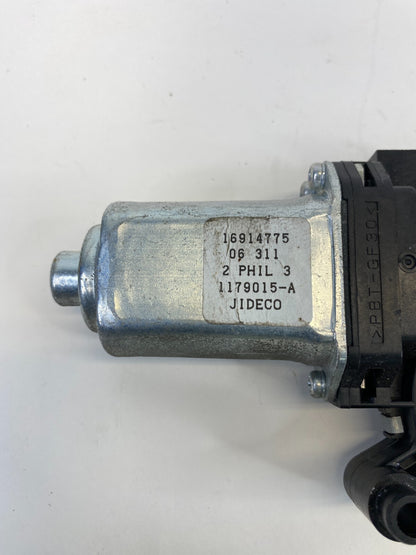 16914775
06 311
2 PHIL 3
1179015-A
JIDECO
>PBT-GF30<